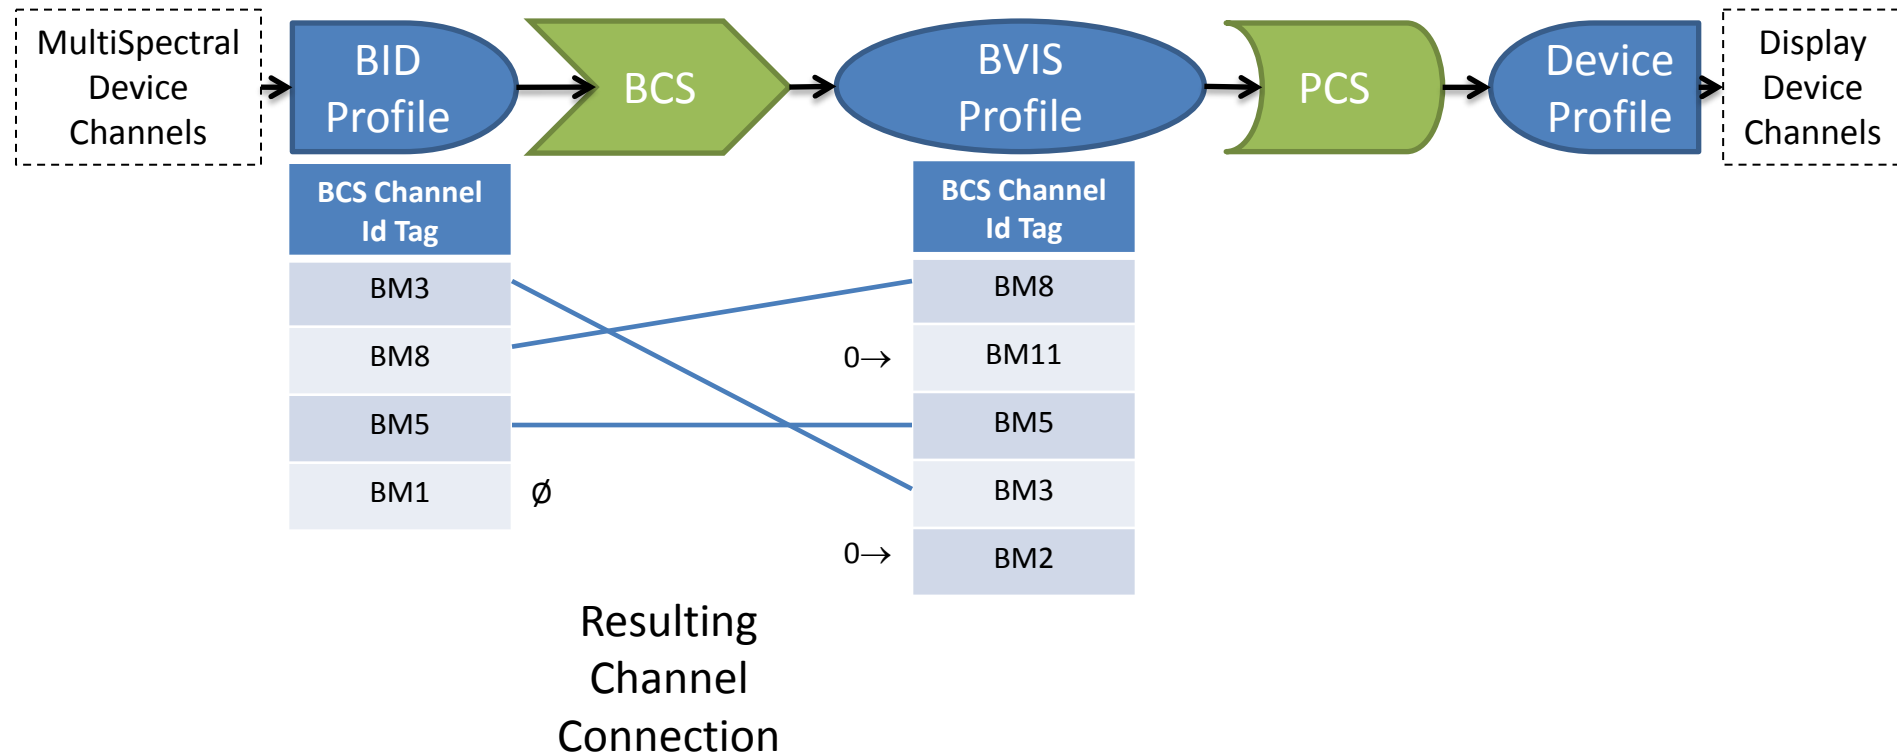 MultiSpectral
Device
Channels
BID
Profile
BCS
BVIS
Profile
PCS
Device
Profile
Display
Device
Channels
BCS Channel
Id Tag
BM3
BM8
BM5
BM1 Ø
BCS Channel
Id Tag
BM8
0→ BM11
BM5
BM3
0→ BM2
Resulting
Channel
Connection